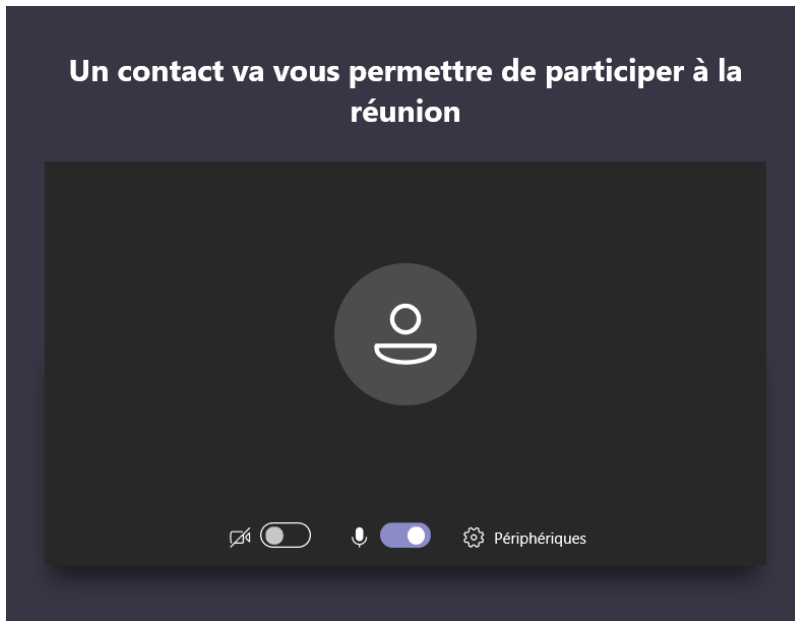 Un contact va vous permettre de participer à la
réunion
Périphériques